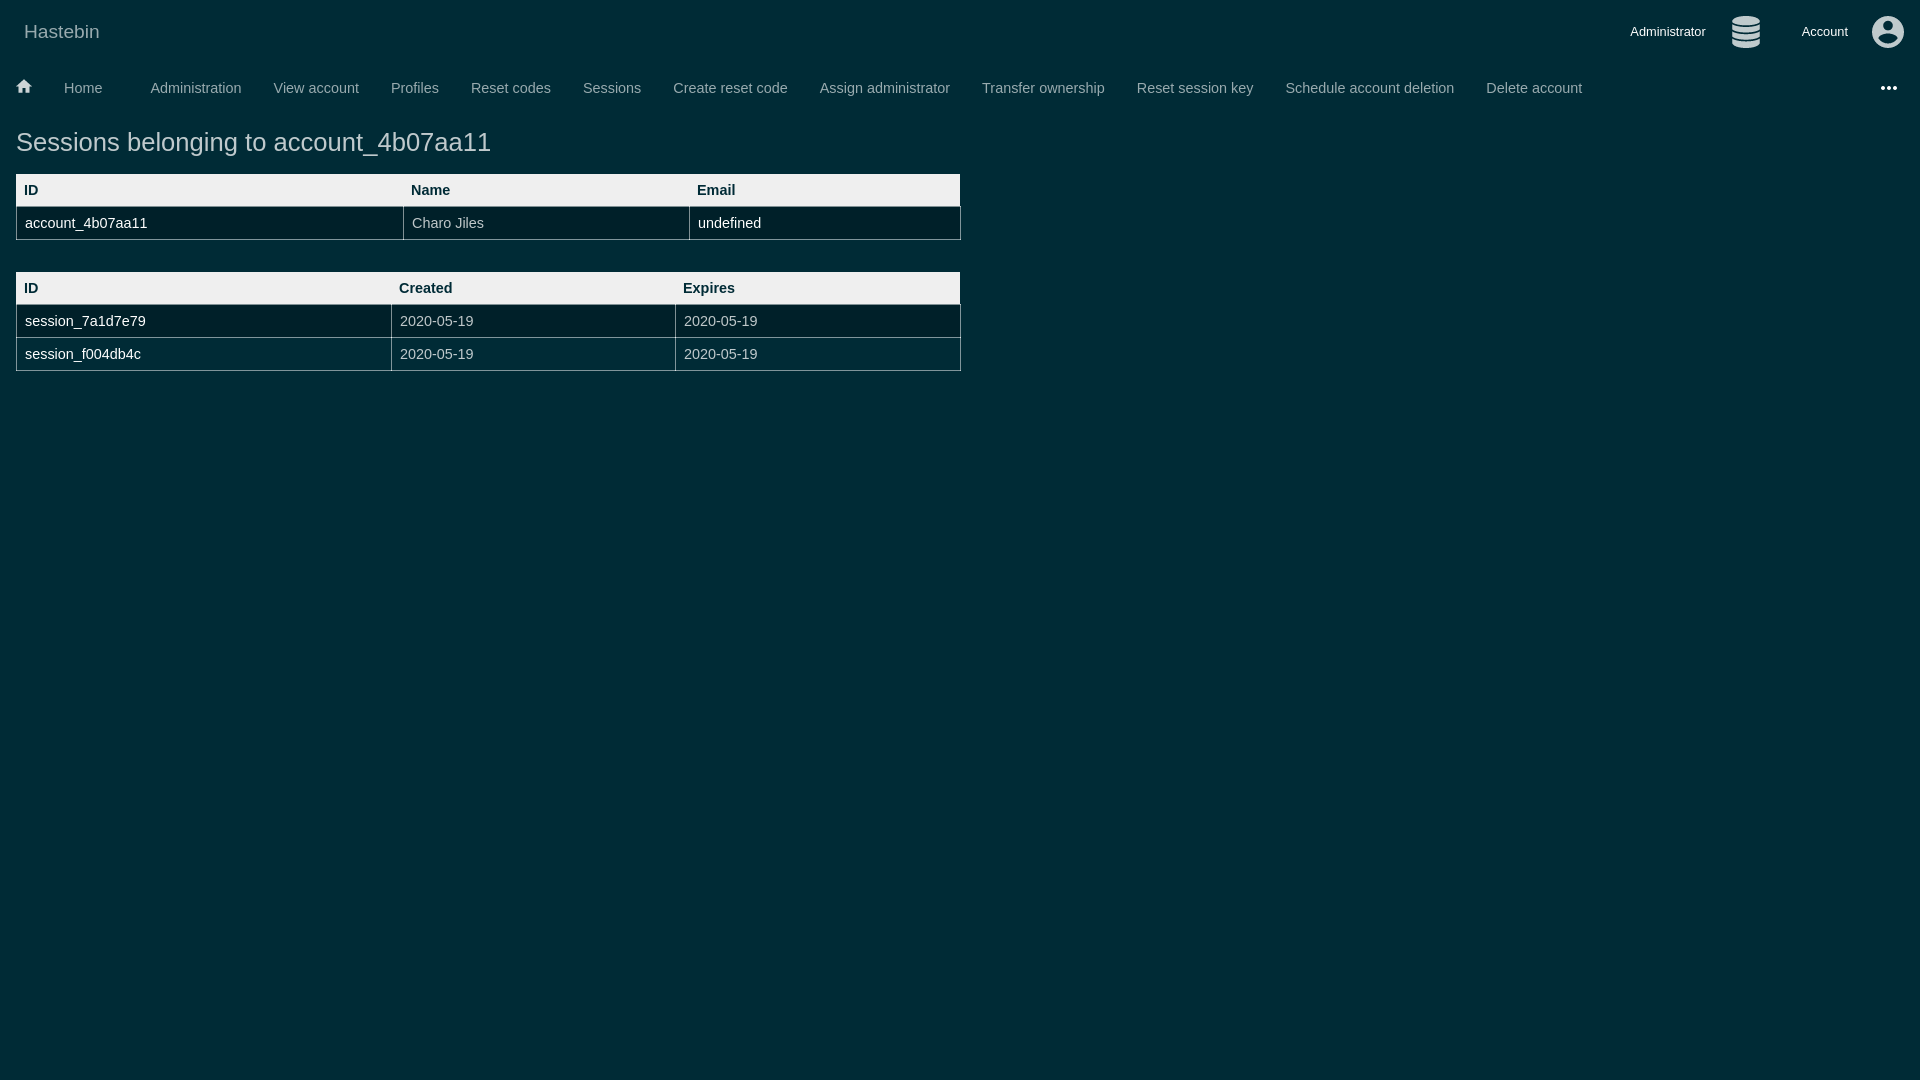 Hastebin
Administrator Account
Home Administration View account Profiles Reset codes Sessions Create reset code Assign administrator Transfer ownership Reset session key Schedule account deletion Delete account
Sessions belonging to account_4b07aa11
ID Name Email
account_4b07aa11 Charo Jiles undefined
ID Created Expires
session_7a1d7e79 2020-05-19 2020-05-19
session_f004db4c 2020-05-19 2020-05-19